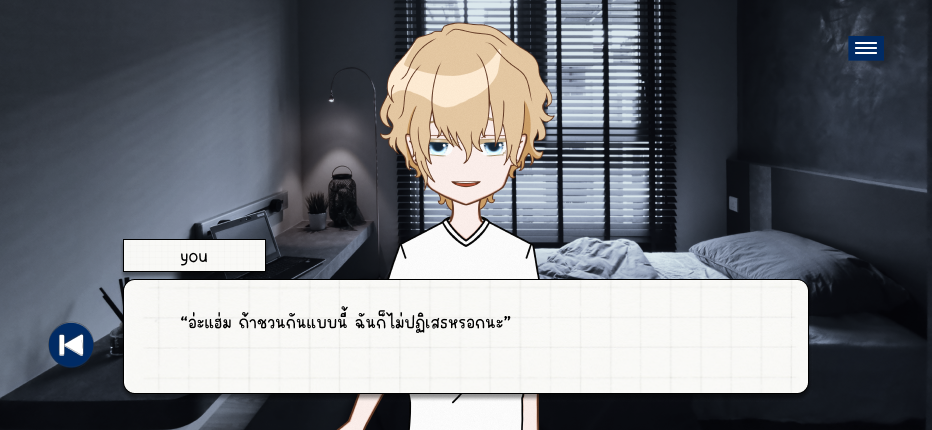 you
“อ่ะแฮ่ม ถ้าชวนกันแบบนี้ ฉันก็ไม่ปฏิเสธหรอกนะ”